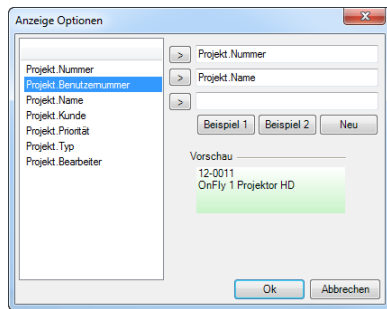 Anzeige Optionen
Projekt.Nummer
Projekt.Benutzernummer
Projekt.Name
Projekt.Kunde
Projekt.Priorität
Projekt.Typ
Projekt.Bearbeiter
> Projekt.Nummer
> Projekt.Name
>
Beispiel 1 Beispiel 2 Neu
Vorschau
12-0011
OnFly 1 Projektor HD
Ok Abbrechen